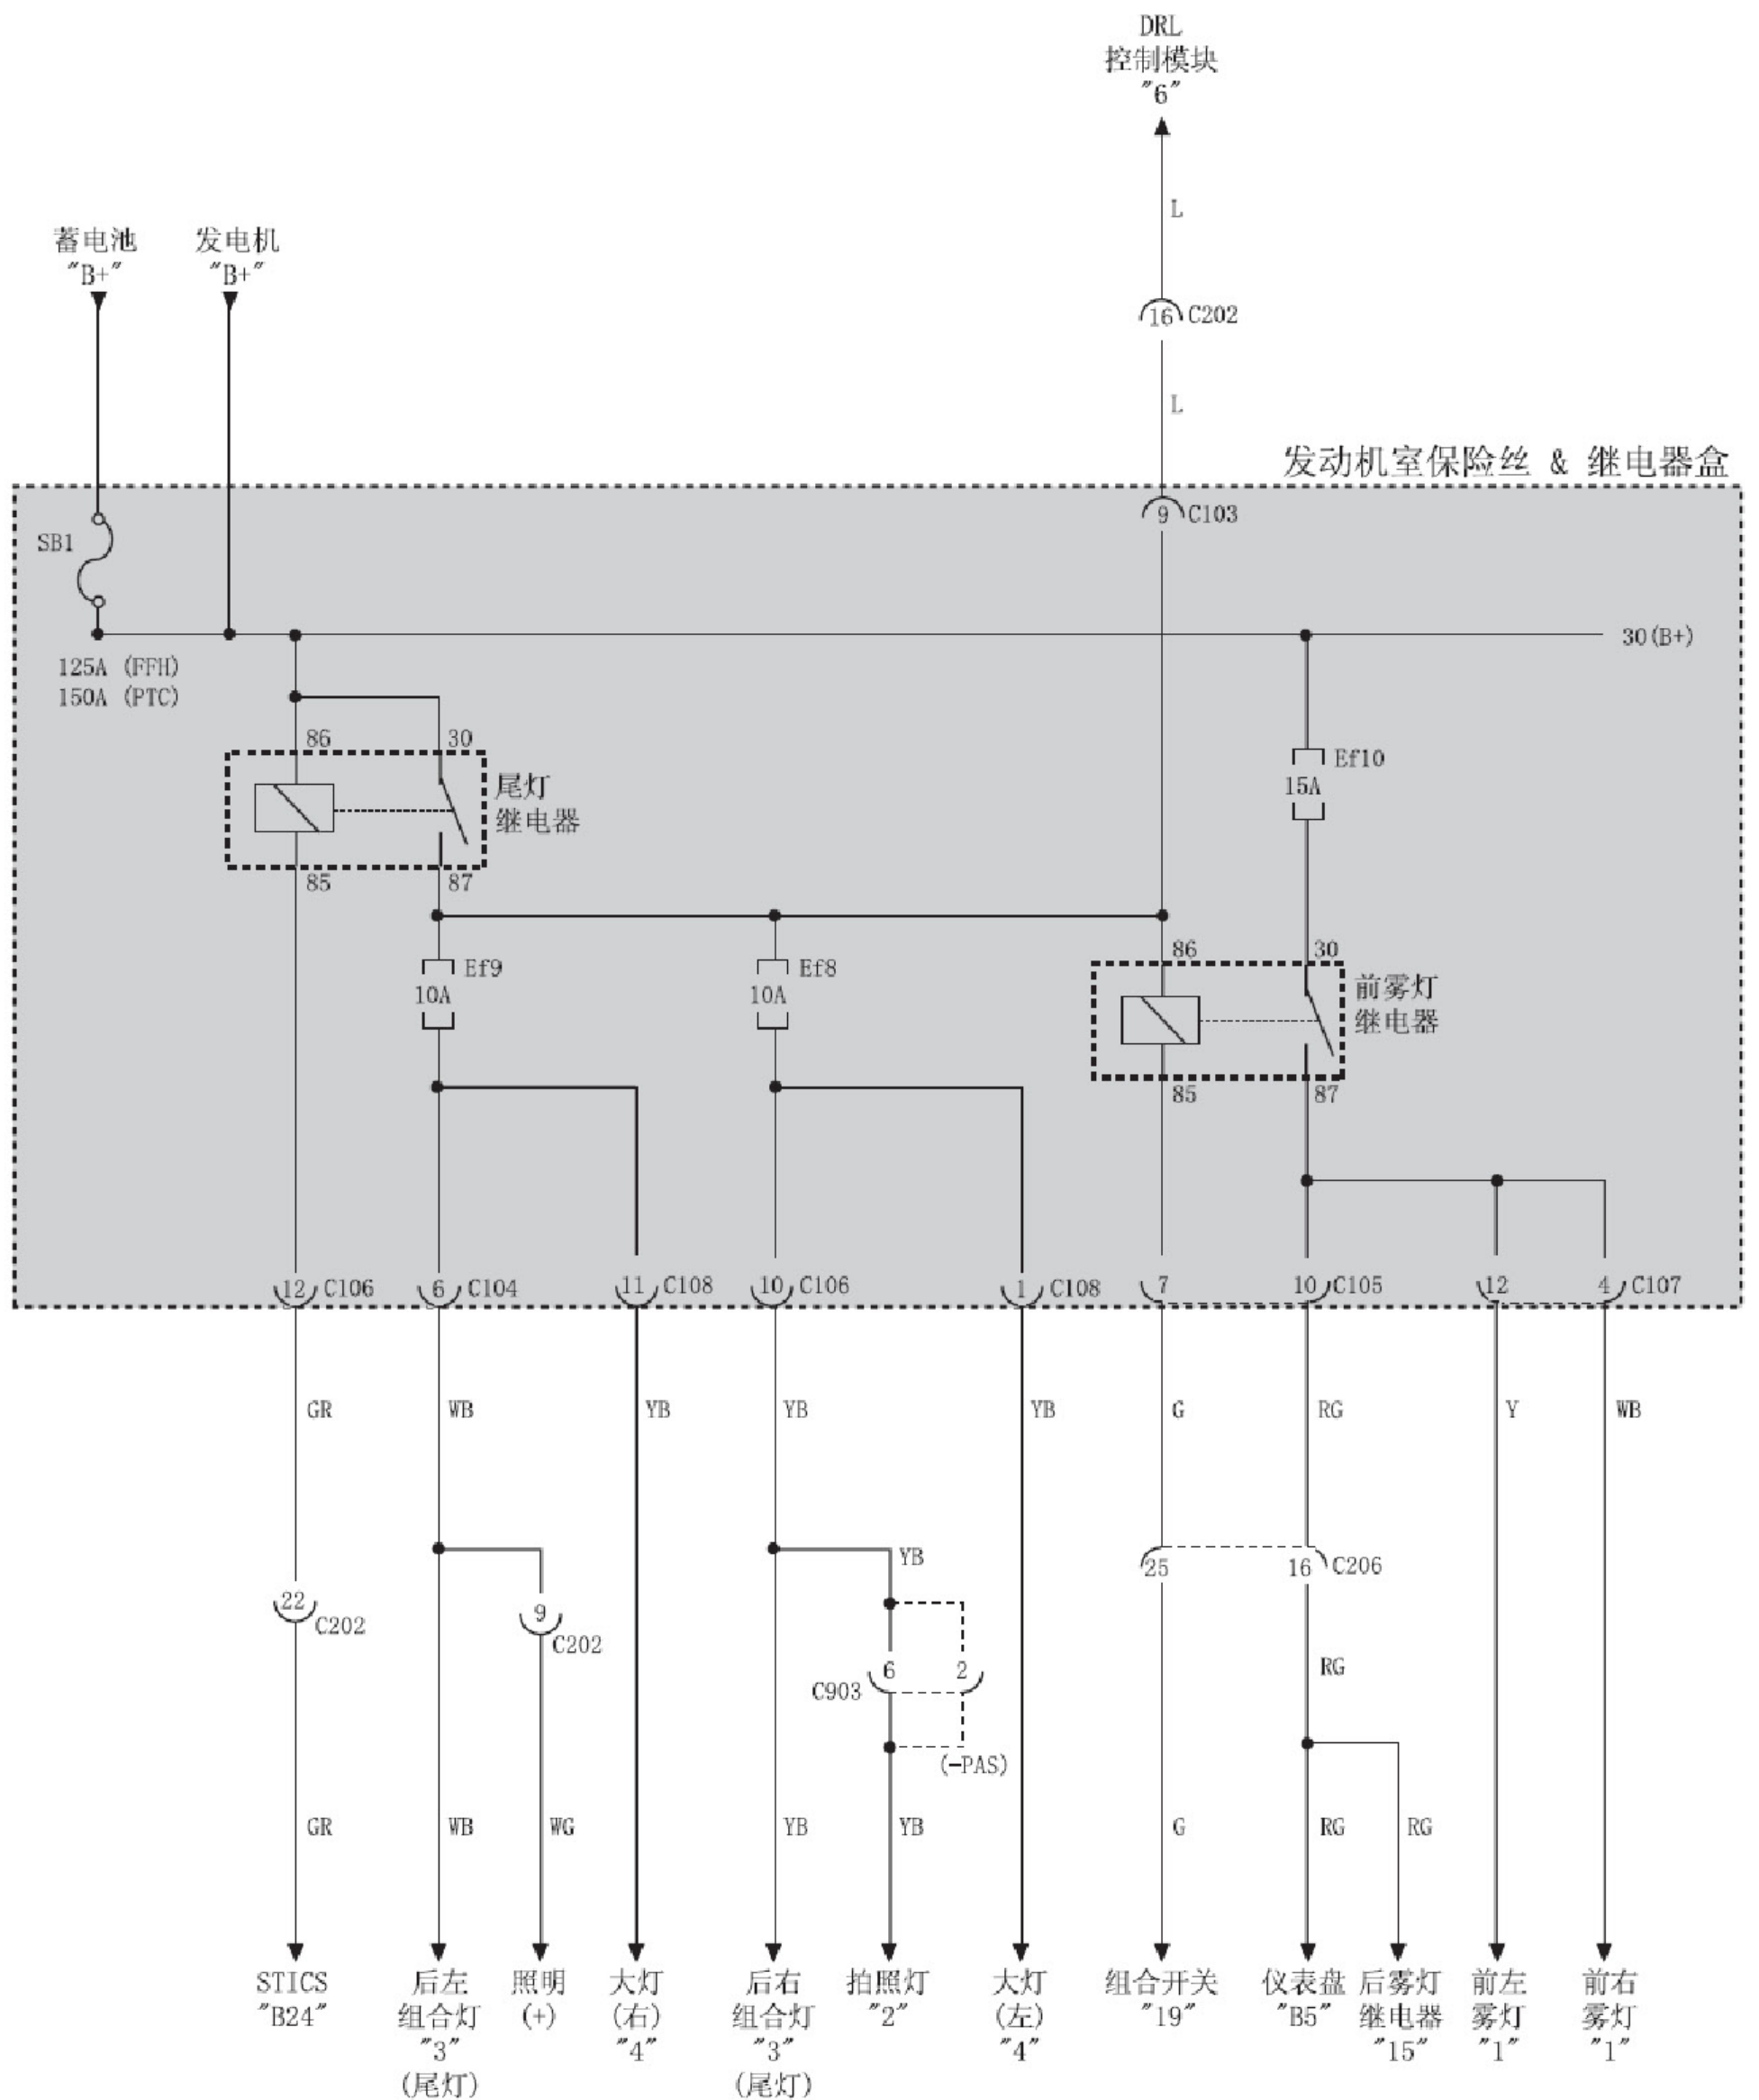 DRL
控制模块
"6"
L
蓄电池
"B+"
发电机
"B+"
16 C202
L
发动机室保险丝 & 继电器盒
9 C103
SB1
30(B+)
125A (FFH)
150A (PTC)
86 30
Ef10
15A
尾灯
继电器
85 87
86 30
Ef9
10A
Ef8
10A
前雾灯
继电器
85 87
12 C106
6 C104
11 C108
10 C106
1 C108
7
10 C105
12
4 C107
GR
WB
YB
YB
YB
G
RG
Y
WB
YB
25
16 C206
22
C202
9
C202
6 2
C903
RG
(-PAS)
GR
WB
WG
YB
YB
G
RG
RG
STICS
"B24"
后左
组合灯
"3"
(尾灯)
照明
(+)
大灯
(右)
"4"
后右
组合灯
"3"
(尾灯)
拍照灯
"2"
大灯
(左)
"4"
组合开关
"19"
仪表盘
"B5"
后雾灯
继电器
"15"
前左
雾灯
"1"
前右
雾灯
"1"